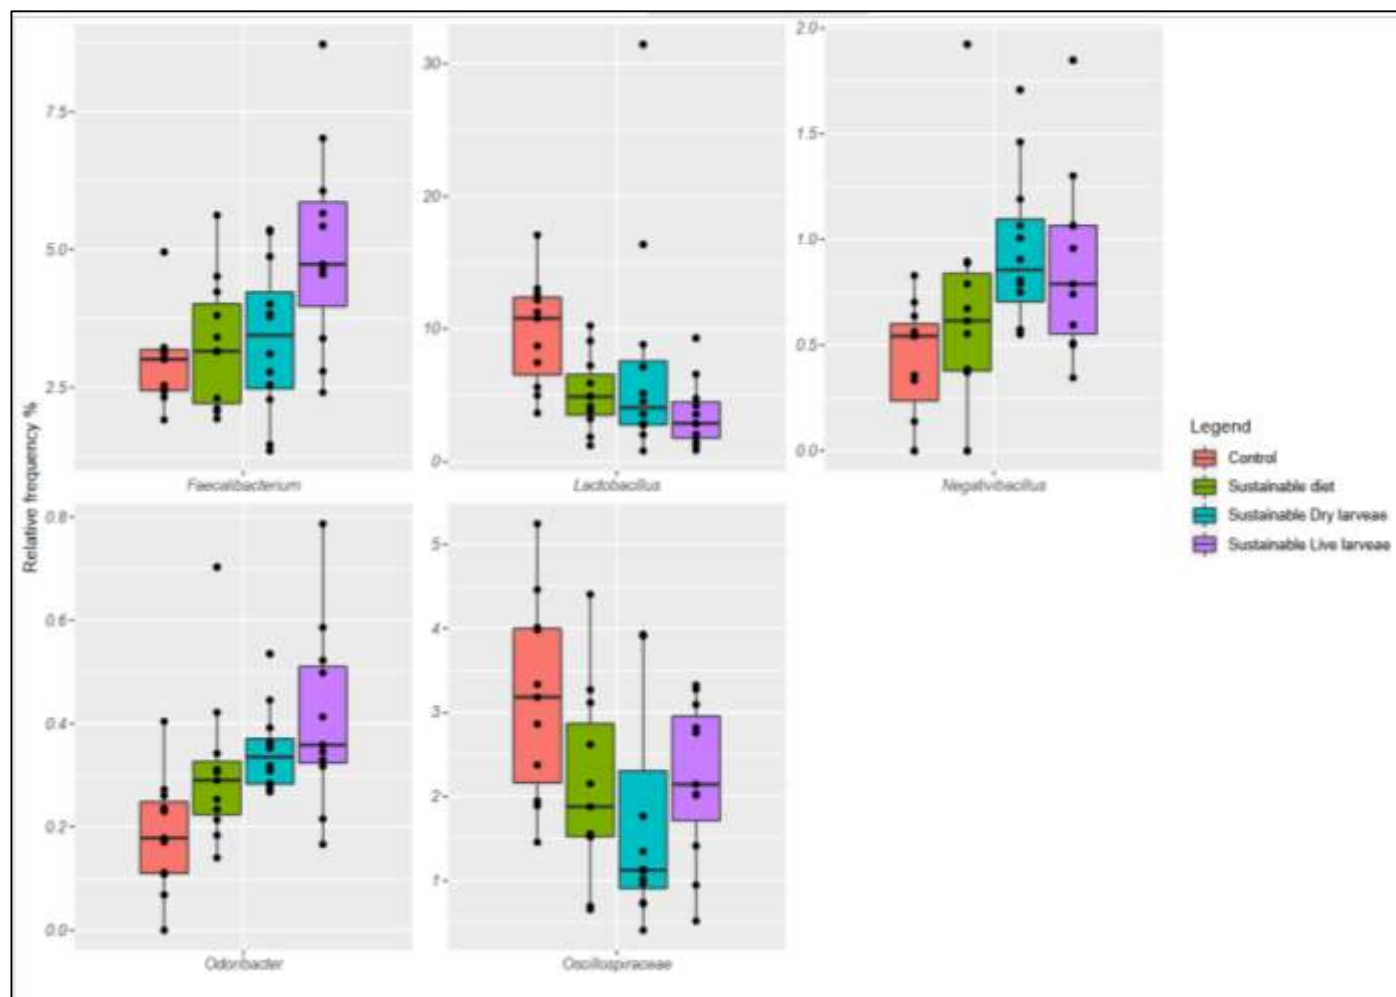 7.5-
5.0-
2.5-
Faecalibacterium
30-
20-
10-
0-
Lactobacillus
2.0-
1.5-
1.0-
0.5-
0.0-
Negativibacillus
Relative frequency %
0.8-
0.6-
0.4-
0.2-
0.0-
Odoribacter
5-
4-
3-
2-
1-
Oscillospiraceae
Legend
Control
Sustainable diet
Sustainable Dry larveae
Sustainable Live larveae